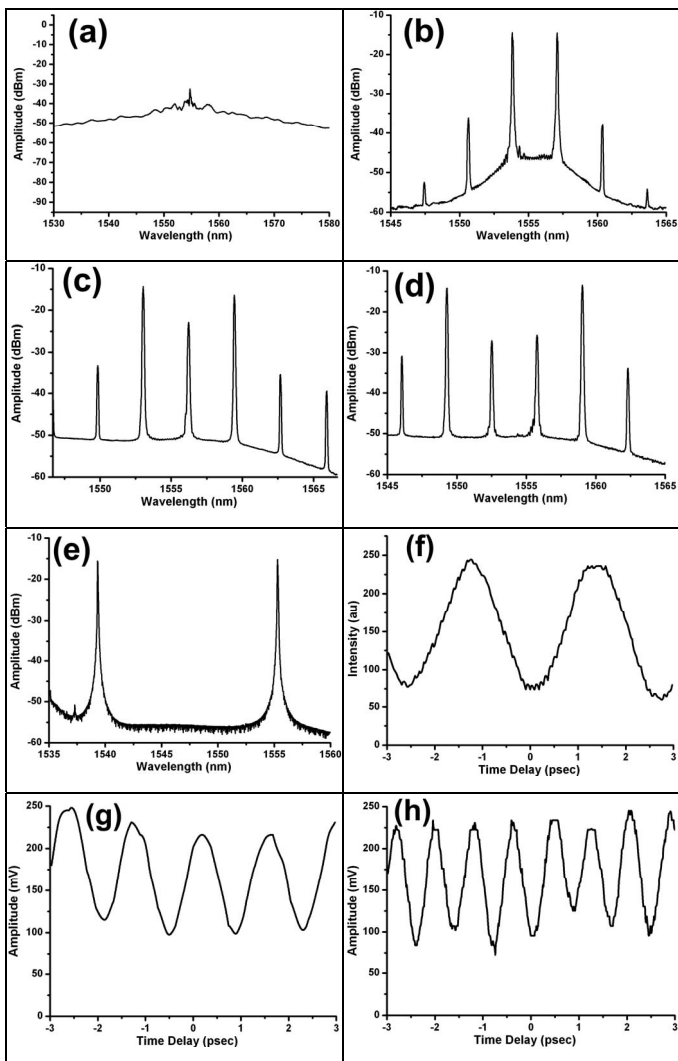 (a)
Amplitude (dBm)
0
-10
-20
-30
-40
-50
-60
-70
-80
-90
1530 1540 1550 1560 1570 1580
Wavelength (nm)
(b)
Amplitude (dBm)
-10
-20
-30
-40
-50
-60
1545 1550 1555 1560 1565
Wavelength (nm)
(c)
Amplitude (dBm)
-10
-20
-30
-40
-50
-60
1550 1555 1560 1565
Wavelength (nm)
(d)
Amplitude (dBm)
-10
-20
-30
-40
-50
-60
1545 1550 1555 1560 1565
Wavelength (nm)
(e)
Amplitude (dBm)
-10
-20
-30
-40
-50
-60
1535 1540 1545 1550 1555 1560
Wavelength (nm)
(f)
Intensity (au)
250
200
150
100
50
0
-3 -2 -1 0 1 2 3
Time Delay (psec)
(g)
Amplitude (mV)
250
200
150
100
50
0
-3 -2 -1 0 1 2 3
Time Delay (psec)
(h)
Amplitude (mV)
250
200
150
100
50
0
-3 -2 -1 0 1 2 3
Time Delay (psec)